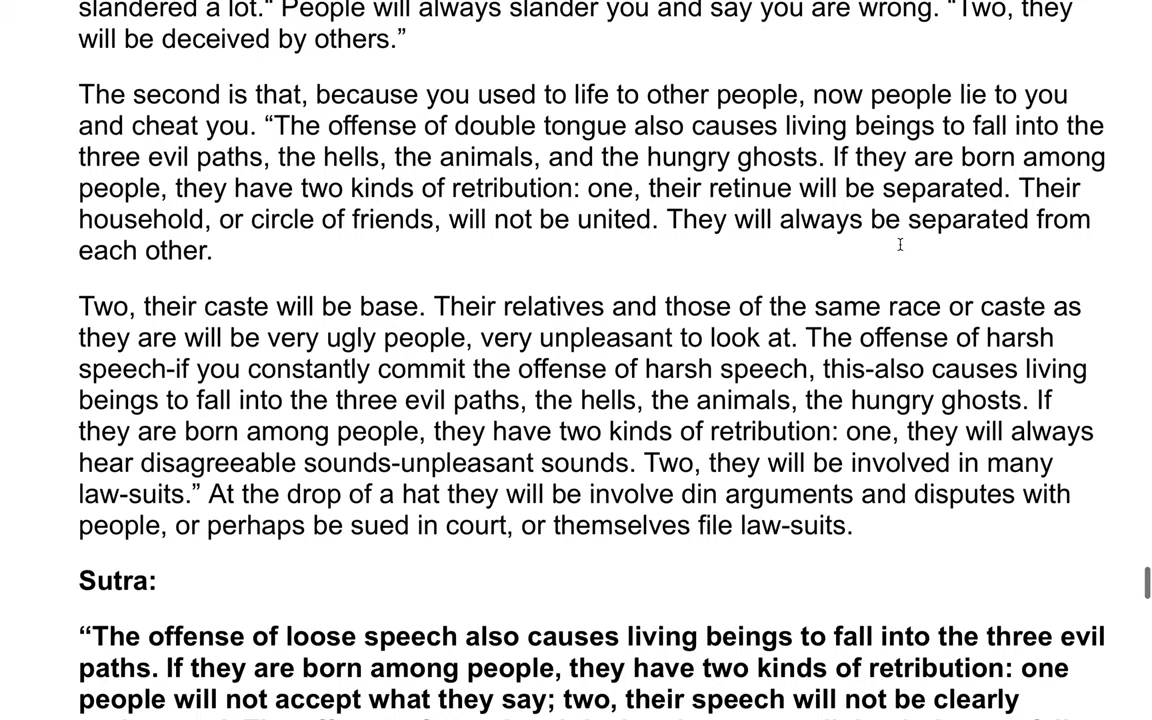 slandered a lot." People will always slander you and say you are wrong. "Two, they
will be deceived by others.”
The second is that, because you used to life to other people, now people lie to you
and cheat you. “The offense of double tongue also causes living beings to fall into the
three evil paths, the hells, the animals, and the hungry ghosts. If they are born among
people, they have two kinds of retribution: one, their retinue will be separated. Their
household, or circle of friends, will not be united. They will always be separated from
each other.
Two, their caste will be base. Their relatives and those of the same race or caste as
they are will be very ugly people, very unpleasant to look at. The offense of harsh
speech-if you constantly commit the offense of harsh speech, this-also causes living
beings to fall into the three evil paths, the hells, the animals, the hungry ghosts. If
they are born among people, they have two kinds of retribution: one, they will always
hear disagreeable sounds-unpleasant sounds. Two, they will be involved in many
law-suits.” At the drop of a hat they will be involve din arguments and disputes with
people, or perhaps be sued in court, or themselves file law-suits.
Sutra:
“The offense of loose speech also causes living beings to fall into the three evil
paths. If they are born among people, they have two kinds of retribution: one
people will not accept what they say; two, their speech will not be clearly